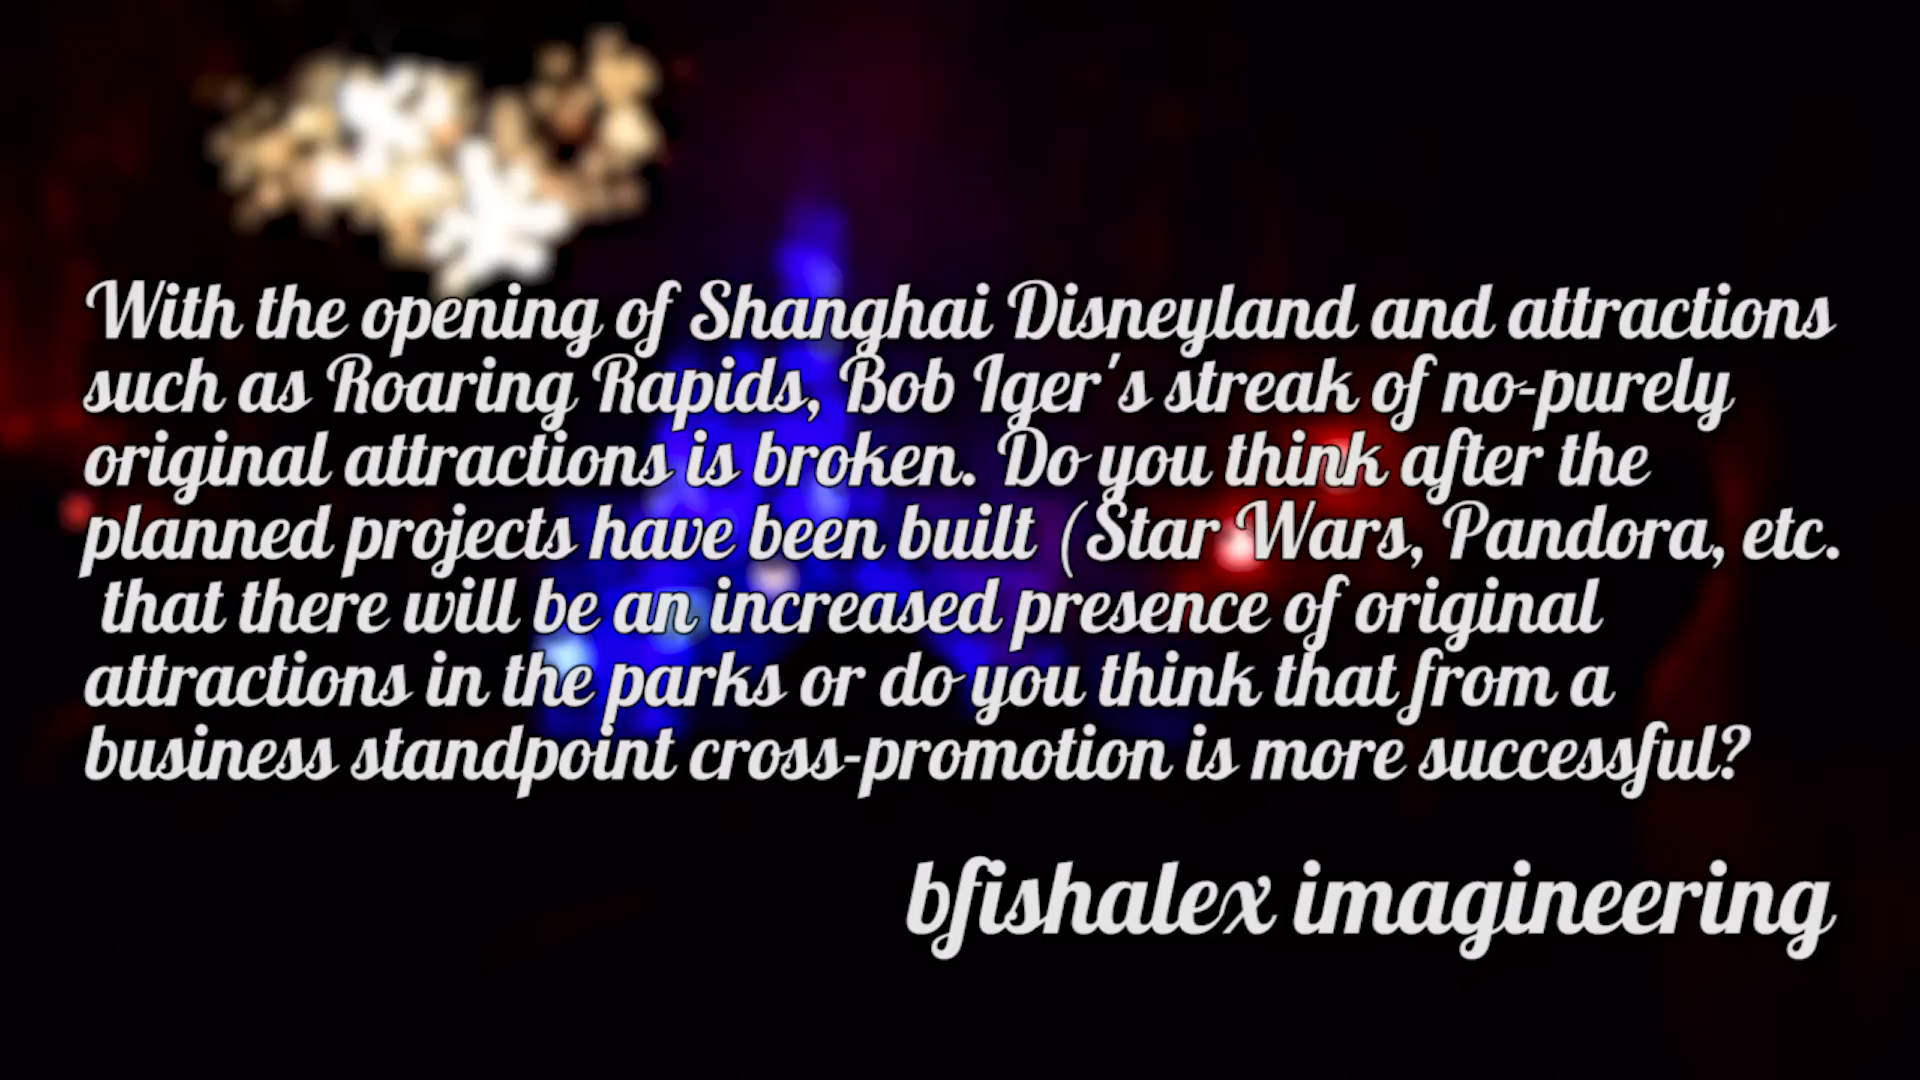 With the opening of Shanghai Disneyland and attractions
such as Roaring Rapids, Bob Iger's streak of no-purely
original attractions is broken. Do you think after the
planned projects have been built (Star Wars, Pandora, etc.
that there will be an increased presence of original
attractions in the parks or do you think that from a
business standpoint cross-promotion is more successful?
bfishalex imagineering